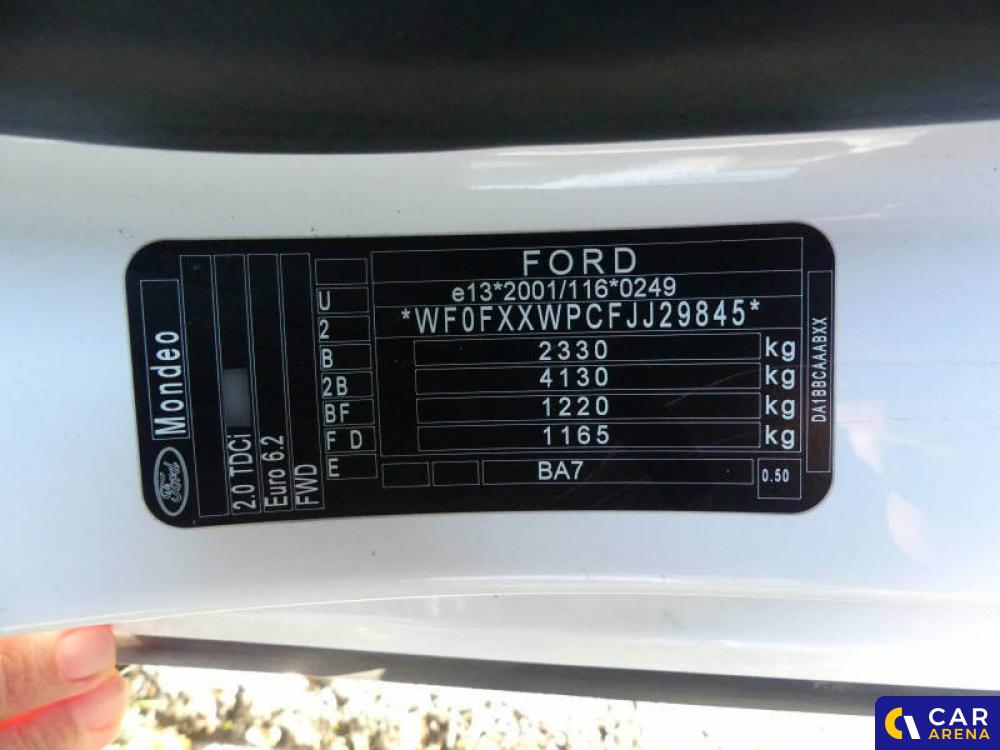 FORD
e13*2001/116*0249
*WF0FXXWPCFJJ29845*
2330 kg
4130 kg
1220 kg
1165 kg
BA7
0.50
DA1BBCAAABXX
U
2
B
2B
BF
F D
E
FWD
Euro 6.2
2.0 TDCi
Mondeo
Ford
CAR
ARENA